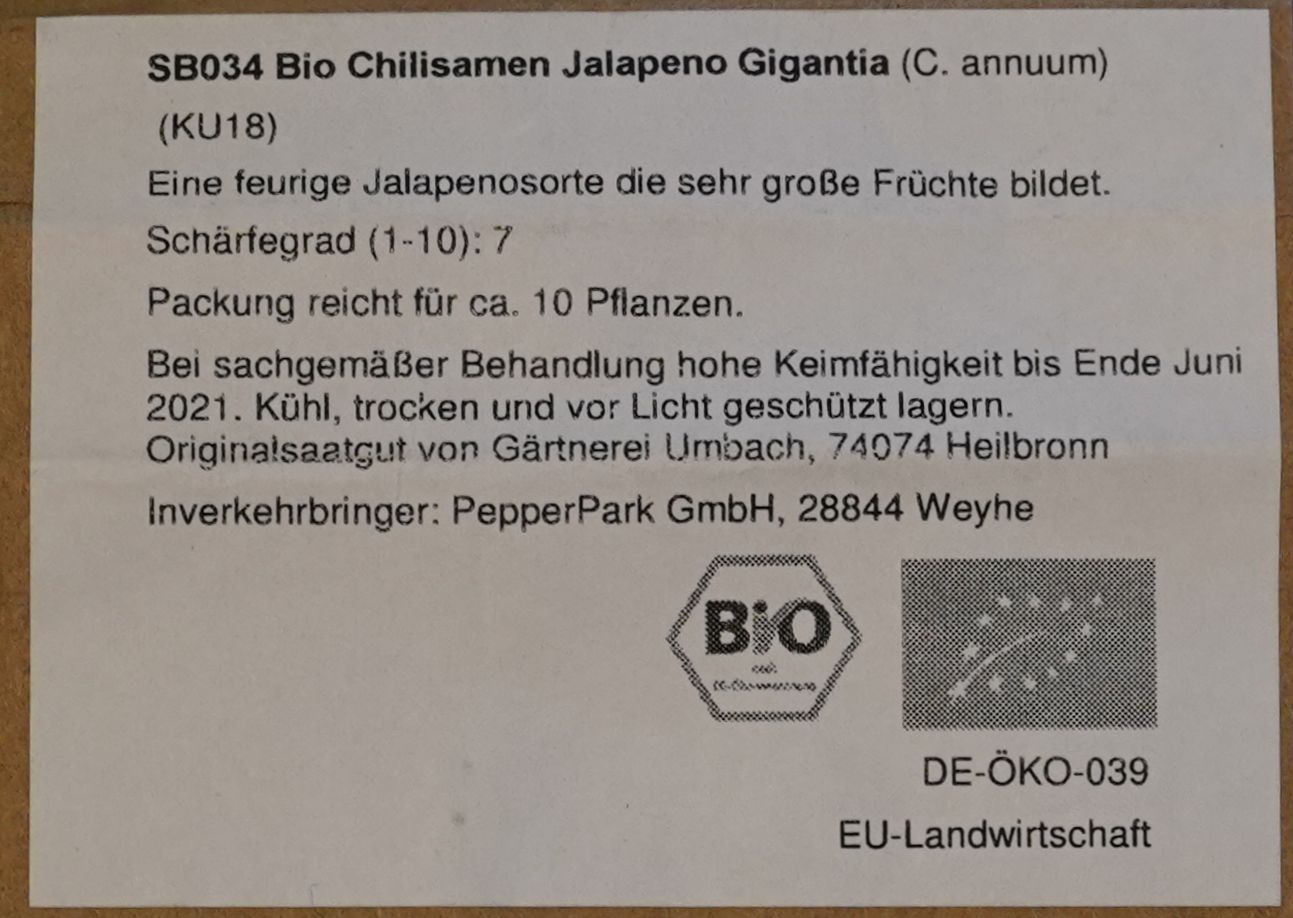 SB034 Bio Chilisamen Jalapeno Gigantia (C. annuum)
(KU18)
Eine feurige Jalapenosorte die sehr große Früchte bildet.
Schärfegrad (1-10): 7
Packung reicht für ca. 10 Pflanzen.
Bei sachgemäßer Behandlung hohe Keimfähigkeit bis Ende Juni
2021. Kühl, trocken und vor Licht geschützt lagern.
Originalsaatgut von Gärtnerei Umbach, 74074 Heilbronn
Inverkehrbringer: PepperPark GmbH, 28844 Weyhe
Bio
DE-ÖKO-039
EU-Landwirtschaft